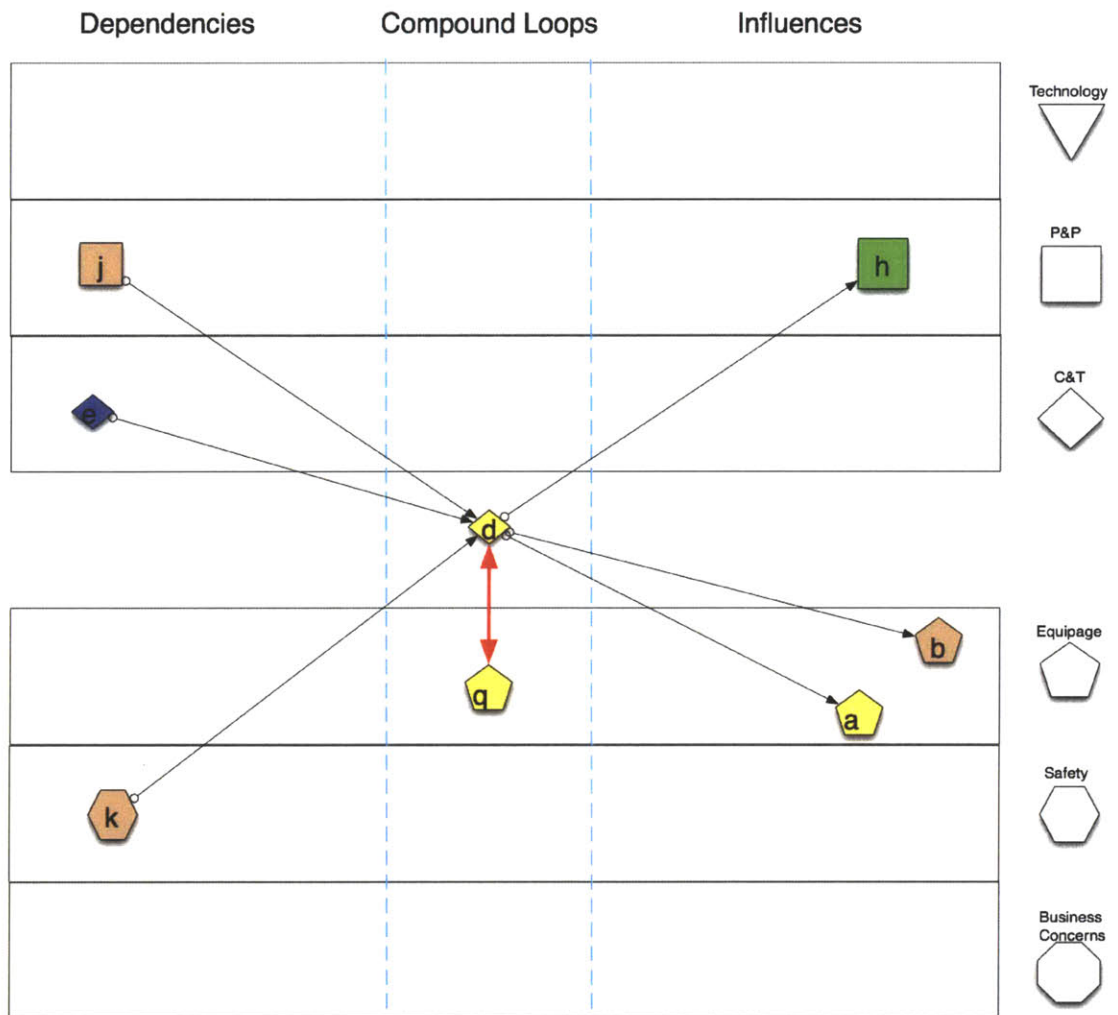 Dependencies
Compound Loops
Influences
Technology
P&P
j
h
C&T
e
d
Equipage
b
q
a
Safety
k
Business
Concerns